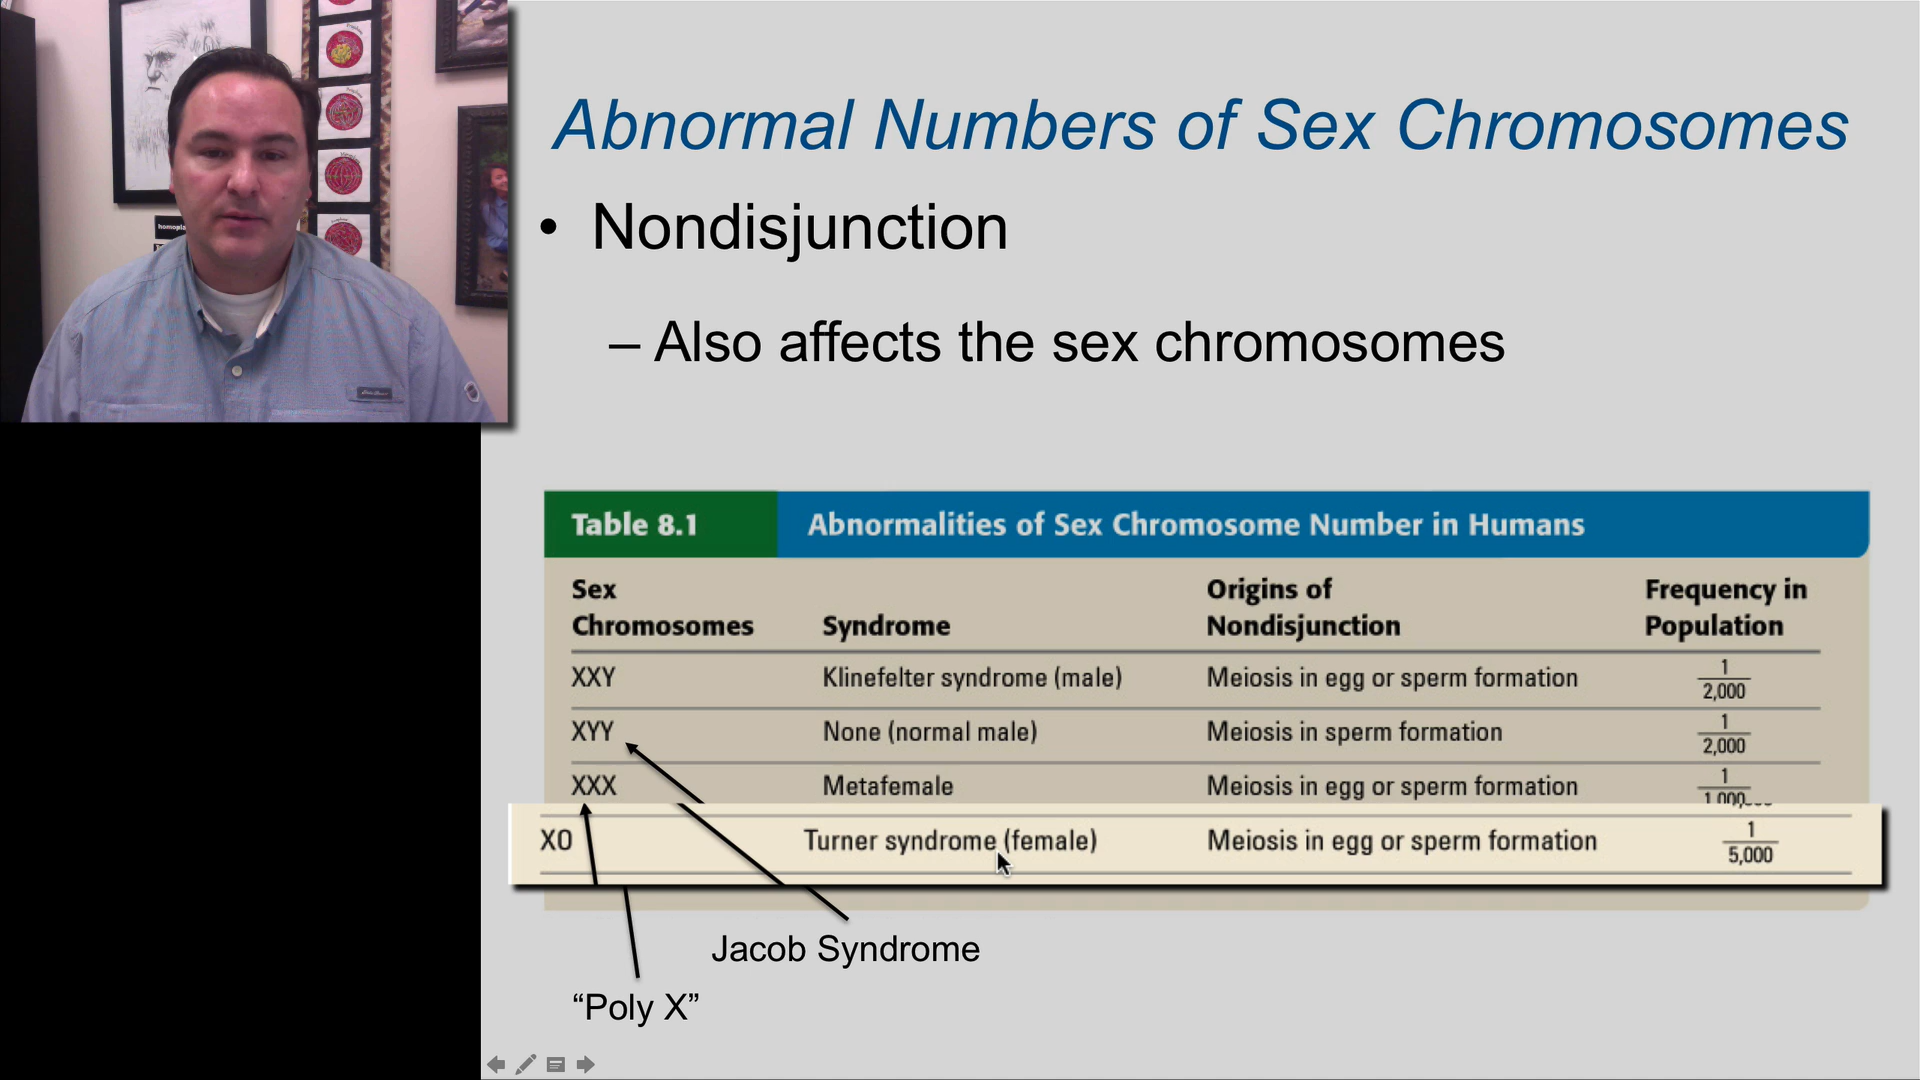 Abnormal Numbers of Sex Chromosomes
• Nondisjunction
– Also affects the sex chromosomes
Table 8.1 Abnormalities of Sex Chromosome Number in Humans
Sex Chromosomes Syndrome Origins of Nondisjunction Frequency in Population
XXY Klinefelter syndrome (male) Meiosis in egg or sperm formation 1/2,000
XYY None (normal male) Meiosis in sperm formation 1/2,000
XXX Metafemale Meiosis in egg or sperm formation 1/1,000
XO Turner syndrome (female) Meiosis in egg or sperm formation 1/5,000
Jacob Syndrome
“Poly X”